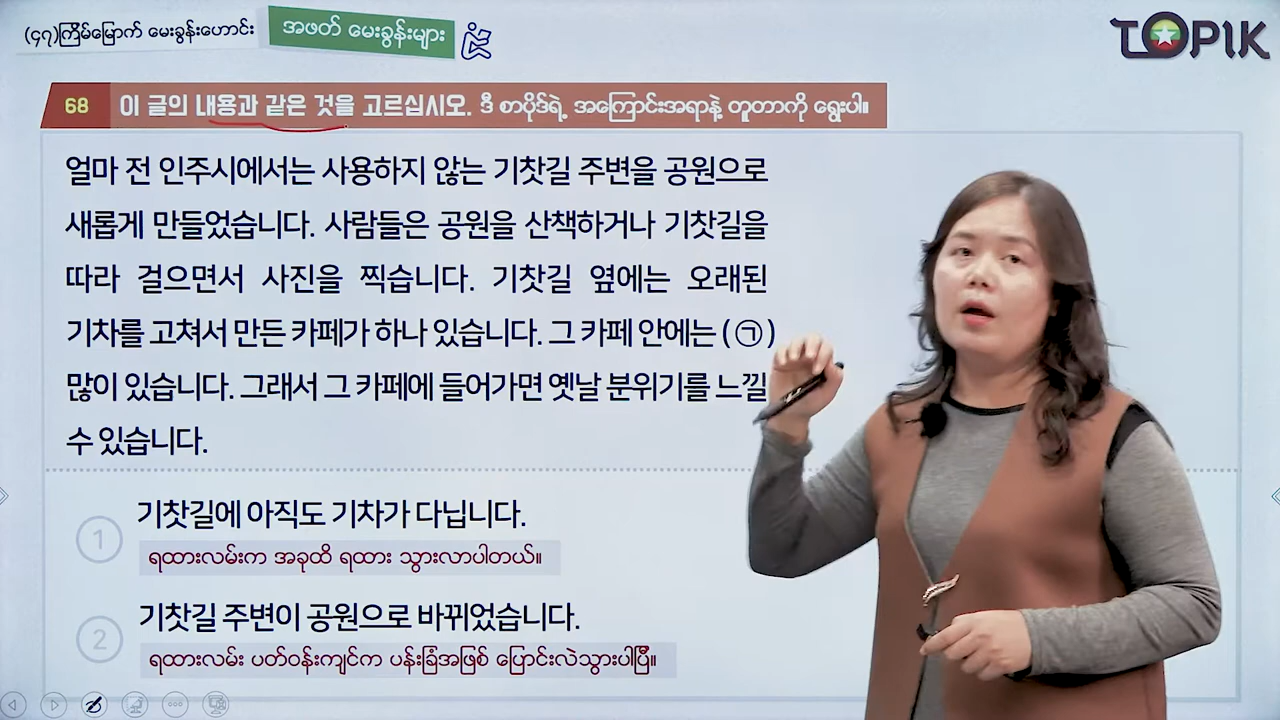 (၄၇)ကြိမ်မြောက် မေးခွန်းဟောင်း
အဖတ် မေးခွန်းများ
TOPIK
68 이 글의 내용과 같은 것을 고르십시오. ဒီ စာပိုဒ်ရဲ့ အကြောင်းအရာနဲ့ တူတာကို ရွေးပါ။
얼마 전 인주시에서는 사용하지 않는 기찻길 주변을 공원으로
새롭게 만들었습니다. 사람들은 공원을 산책하거나 기찻길을
따라 걸으면서 사진을 찍습니다. 기찻길 옆에는 오래된
기차를 고쳐서 만든 카페가 하나 있습니다. 그 카페 안에는 (㉠)
많이 있습니다. 그래서 그 카페에 들어가면 옛날 분위기를 느낄
수 있습니다.
1 기찻길에 아직도 기차가 다닙니다.
ရထားလမ်းက အခုထိ ရထား သွားလာပါတယ်။
2 기찻길 주변이 공원으로 바뀌었습니다.
ရထားလမ်း ပတ်ဝန်းကျင်က ပန်းခြံအဖြစ် ပြောင်းလဲသွားပါပြီ။